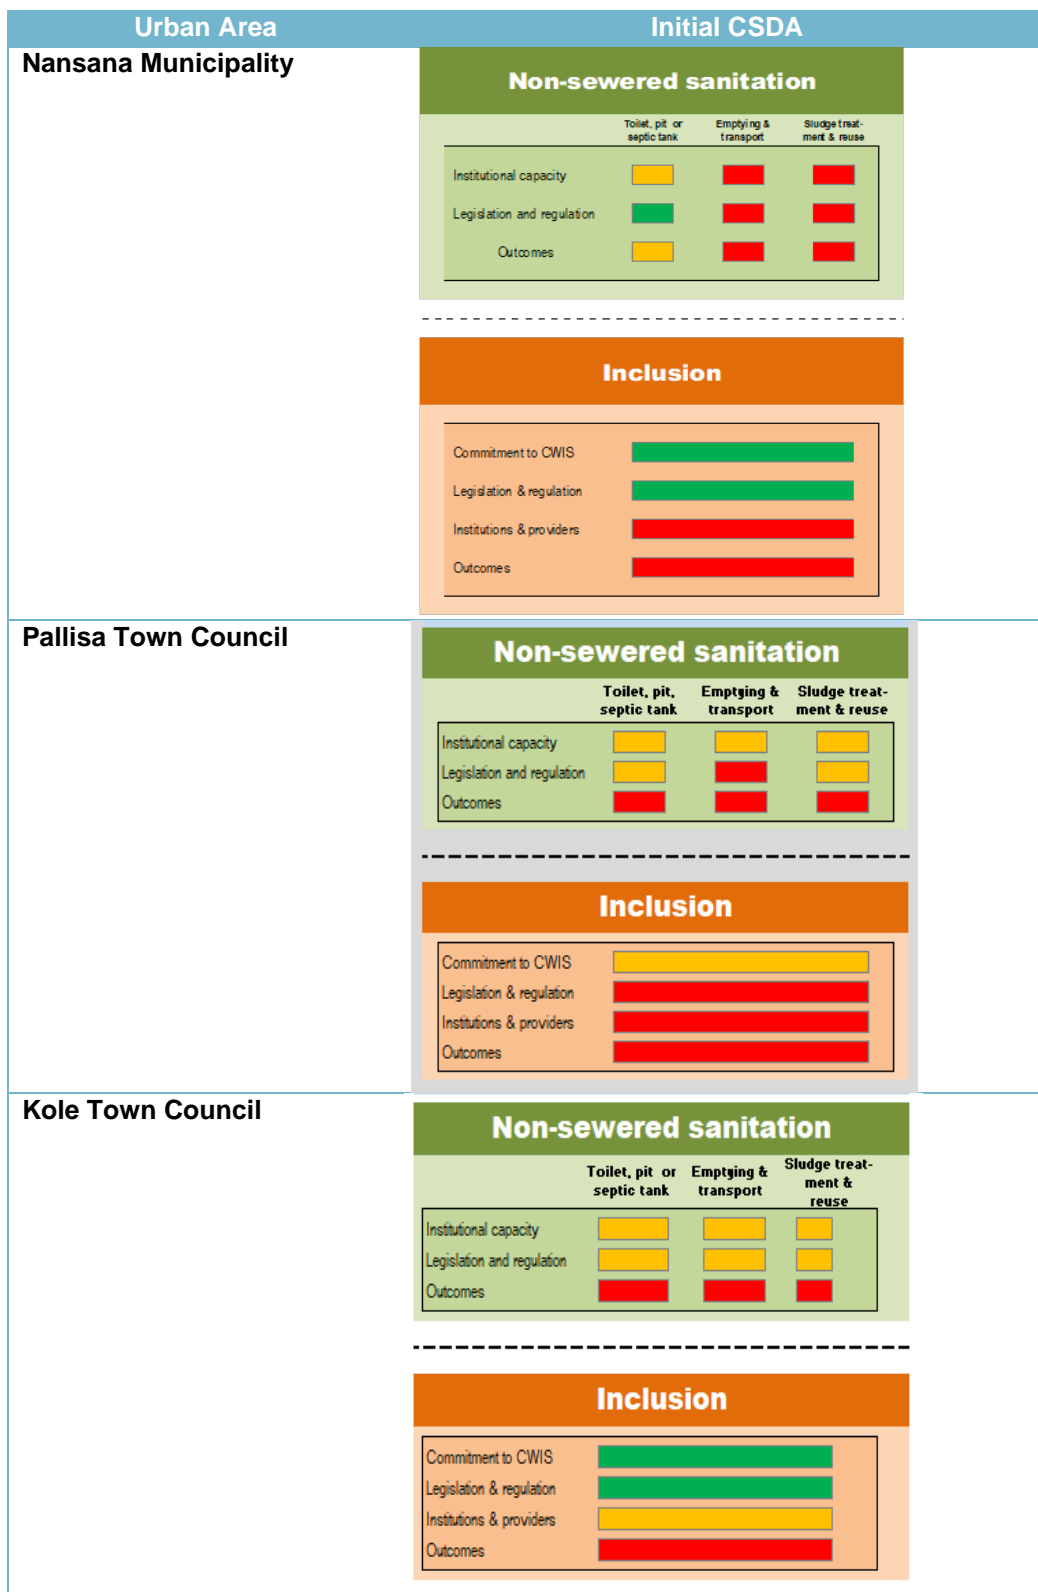 Urban Area Initial CSDA
Nansana Municipality
Non-sewered sanitation
Toilet, pit or septic tank
Emptying & transport
Sludge treat-ment & reuse
Institutional capacity
Legislation and regulation
Outcomes
Inclusion
Commitment to CWIS
Legislation & regulation
Institutions & providers
Outcomes
Pallisa Town Council
Non-sewered sanitation
Toilet, pit, septic tank
Emptying & transport
Sludge treat-ment & reuse
Institutional capacity
Legislation and regulation
Outcomes
Inclusion
Commitment to CWIS
Legislation & regulation
Institutions & providers
Outcomes
Kole Town Council
Non-sewered sanitation
Toilet, pit or septic tank
Emptying & transport
Sludge treat-ment & reuse
Institutional capacity
Legislation and regulation
Outcomes
Inclusion
Commitment to CWIS
Legislation & regulation
Institutions & providers
Outcomes